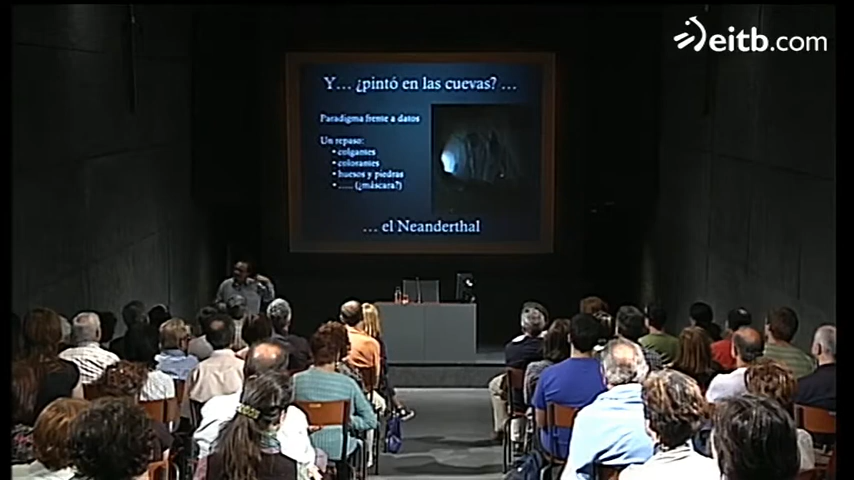 eitb.com
Y... ¿pintó en las cuevas? ...
Paradigma frente a datos
Un repaso:
• colgantes
• colorantes
• huesos y piedras
• ...... (¿máscara?)
... el Neanderthal